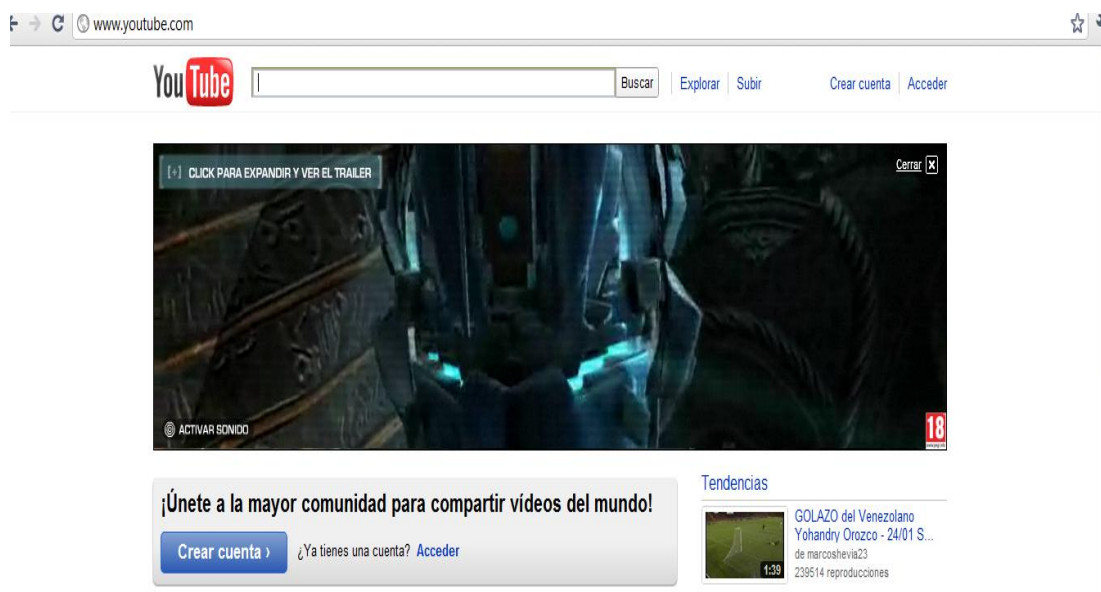 www.youtube.com
YouTube
Buscar
Explorar
Subir
Crear cuenta
Acceder
[+] CLICK PARA EXPANDIR Y VER EL TRAILER
Cerrar X
ACTIVAR SONIDO
18
¡Únete a la mayor comunidad para compartir vídeos del mundo!
Crear cuenta ›
¿Ya tienes una cuenta? Acceder
Tendencias
GOLAZO del Venezolano
Yohandry Orozco - 24/01 S...
de marcoshevia23
239514 reproducciones
1:39